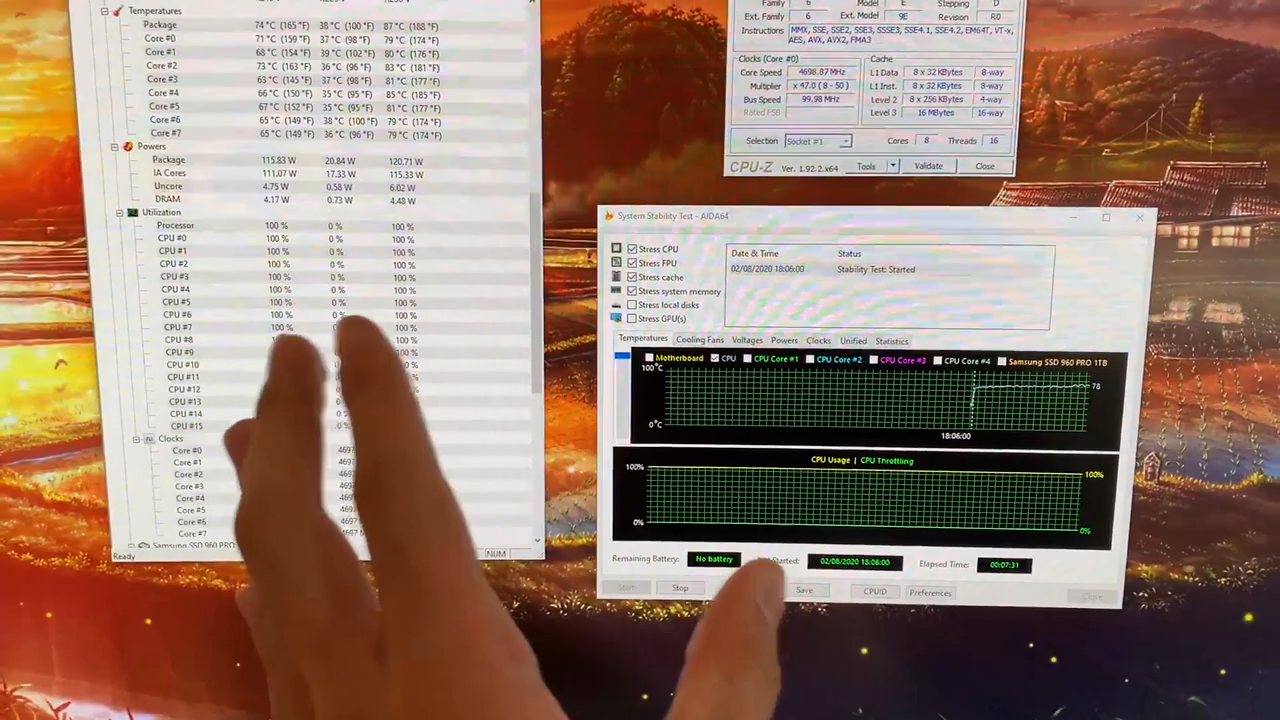 Temperatures
Package 74 °C (165 °F) 38 °C (100 °F) 87 °C (188 °F)
Core #0 71 °C (159 °F) 37 °C (98 °F) 79 °C (174 °F)
Core #1 68 °C (154 °F) 39 °C (102 °F) 80 °C (176 °F)
Core #2 73 °C (163 °F) 36 °C (96 °F) 83 °C (181 °F)
Core #3 63 °C (145 °F) 37 °C (98 °F) 81 °C (177 °F)
Core #4 66 °C (150 °F) 35 °C (95 °F) 85 °C (185 °F)
Core #5 67 °C (152 °F) 35 °C (95 °F) 81 °C (177 °F)
Core #6 65 °C (149 °F) 38 °C (100 °F) 79 °C (174 °F)
Core #7 65 °C (149 °F) 36 °C (96 °F) 79 °C (174 °F)
Powers
Package 115.83 W 20.84 W 120.71 W
IA Cores 111.07 W 17.33 W 115.33 W
Uncore 4.75 W 0.58 W 6.02 W
DRAM 4.17 W 0.73 W 4.48 W
Utilization
Processor 100 % 0 % 100 %
CPU #0 100 % 0 % 100 %
CPU #1 100 % 0 % 100 %
CPU #2 100 % 0 % 100 %
CPU #3 100 % 0 % 100 %
CPU #4 100 % 0 % 100 %
CPU #5 100 % 0 % 100 %
CPU #6 100 % 0 % 100 %
CPU #7 100 % 0 100 %
CPU #8 100 %
CPU #9 100 %
CPU #10 100 %
CPU #11 100 %
CPU #12 100 %
CPU #13 100 %
CPU #14 100 %
CPU #15 100 %
Clocks
Core #0
Core #1
Core #2
Core #3
Core #4
Core #5
Core #6
Core #7
Samsung SSD 960 PRO
Ready NUM
Family 6 Model E Stepping D
Ext. Family 6 Ext. Model 9E Revision R0
Instructions MMX, SSE, SSE2, SSE3, SSSE3, SSE4.1, SSE4.2, EM64T, VT-x,
AES, AVX, AVX2, FMA3
Clocks (Core #0) Cache
Core Speed 4698.87 MHz L1 Data 8 x 32 KBytes 8-way
Multiplier x 47.0 ( 8 - 50 ) L1 Inst. 8 x 32 KBytes 8-way
Bus Speed 99.98 MHz Level 2 8 x 256 KBytes 4-way
Rated FSB Level 3 16 MBytes 16-way
Selection Socket #1 Cores 8 Threads 16
CPU-Z Ver. 1.92.2.x64 Tools Validate Close
System Stability Test - AIDA64
Stress CPU
Stress FPU
Stress cache
Stress system memory
Stress local disks
Stress GPU(s)
Date & Time Status
02/08/2020 18:06:00 Stability Test: Started
Temperatures Cooling Fans Voltages Powers Clocks Unified Statistics
Motherboard CPU CPU Core #1 CPU Core #2 CPU Core #3 CPU Core #4 Samsung SSD 960 PRO 1TB
100°C
78
0°C
18:06:00
CPU Usage | CPU Throttling
100% 100%
0% 0%
Remaining Battery: No battery Started: 02/08/2020 18:06:00 Elapsed Time: 00:07:31
Start Stop Save CPUID Preferences Close